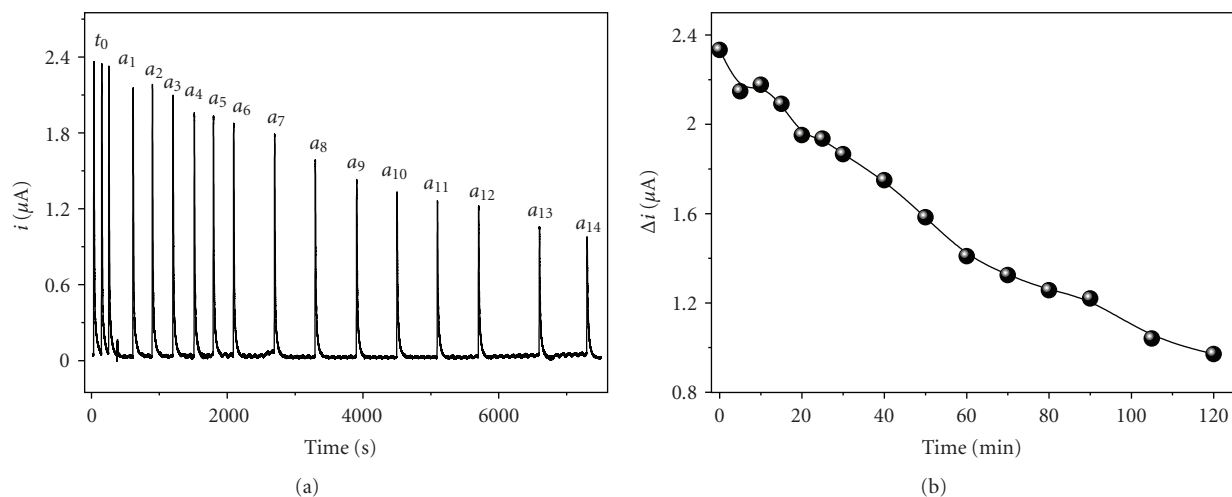 2.4
1.8
1.2
0.6
0
i (μA)
t0
a1
a2
a3
a4
a5
a6
a7
a8
a9
a10
a11
a12
a13
a14
0 2000 4000 6000
Time (s)
(a)
2.4
2
1.6
1.2
0.8
Δi (μA)
0 20 40 60 80 100 120
Time (min)
(b)